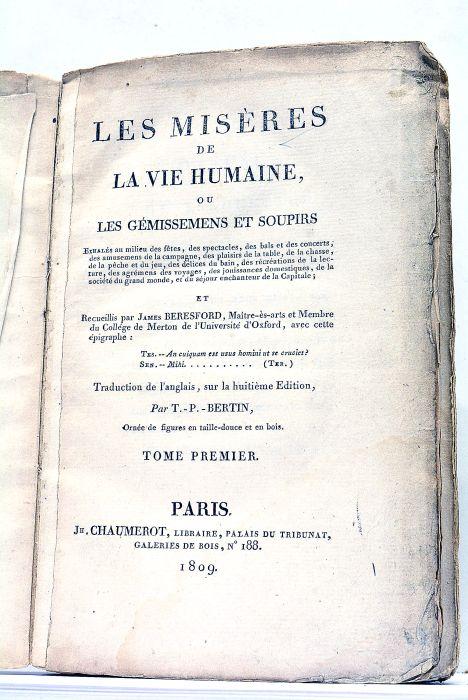 LES MISÈRES
DE
LA VIE HUMAINE,
OU
LES GÉMISSEMENS ET SOUPIRS
EXHALÉS au milieu des fêtes, des spectacles, des bals et des concerts,
des amusemens de la campagne, des plaisirs de la table, de la chasse,
de la pêche et du jeu, des délices du bain, des récréations de la lec-
ture, des agrémens des voyages, des jouissances domestiques, de la
société du grand monde, et du séjour enchanteur de la Capitale;
ET
Recueillis par JAMES BERESFORD, Maître-ès-arts et Membre
du Collége de Merton de l'Université d'Oxford, avec cette
épigraphe :
TES. -- An cuiquam est usus homini ut se cruciet?
SEN. -- Mihi. . . . . . . . . . . (TER.)
Traduction de l'anglais, sur la huitième Edition,
Par T.-P.-BERTIN,
Ornée de figures en taille-douce et en bois.
TOME PREMIER.
PARIS.
JH. CHAUMEROT, LIBRAIRE, PALAIS DU TRIBUNAT,
GALERIES DE BOIS, N° 188.
1809.